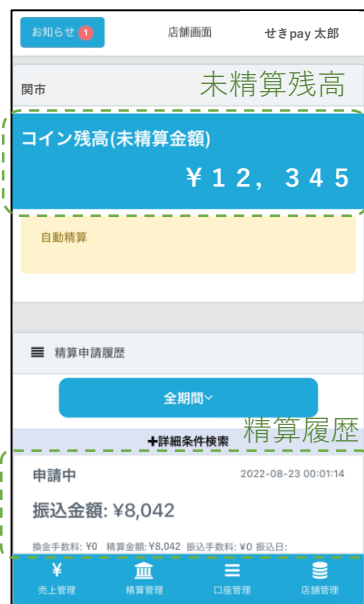 お知らせ 1 店舗画面 せきpay 太郎
関市 未精算残高
コイン残高(未精算金額)
￥１２，３４５
自動精算
精算申請履歴
全期間
+詳細条件検索 精算履歴
申請中 2022-08-23 00:01:14
振込金額: ¥8,042
換金手数料: ¥0 精算金額: ¥8,042 振込手数料: ¥0 振込日:
¥
売上管理 精算管理 口座管理 店舗管理